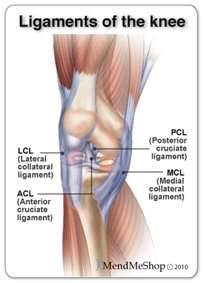 Ligaments of the knee
PCL
(Posterior
cruciate
ligament)
LCL
(Lateral
collateral
ligament)
MCL
(Medial
collateral
ligament)
ACL
(Anterior
cruciate
ligament)
MendMeShop © 2010